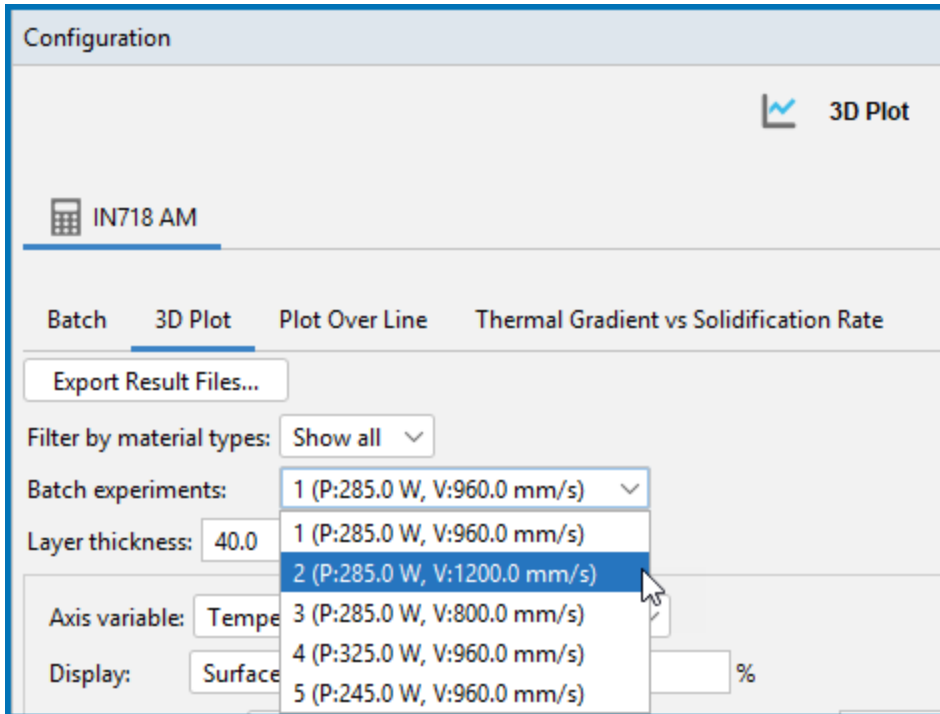 Configuration
3D Plot
IN718 AM
Batch 3D Plot Plot Over Line Thermal Gradient vs Solidification Rate
Export Result Files...
Filter by material types: Show all
Batch experiments: 1 (P:285.0 W, V:960.0 mm/s)
Layer thickness: 40.0 1 (P:285.0 W, V:960.0 mm/s)
2 (P:285.0 W, V:1200.0 mm/s)
Axis variable: Tempe 3 (P:285.0 W, V:800.0 mm/s)
4 (P:325.0 W, V:960.0 mm/s)
Display: Surface %
5 (P:245.0 W, V:960.0 mm/s)